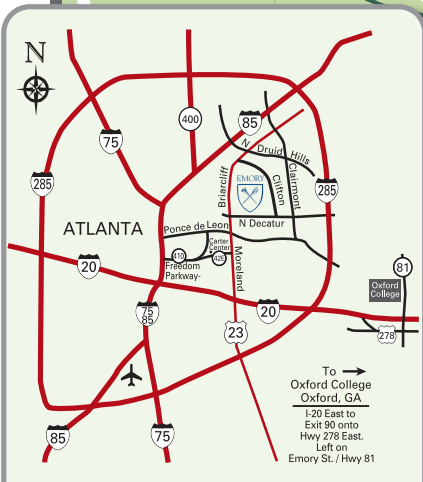 N
400
85
75
N Druid Hills
285
Briarcliff
EMORY
Clifton
Clairmont
285
ATLANTA
Ponce de Leon
N Decatur
Carter
Center
410
42E
Freedom
Parkway-
Moreland
20
81
Oxford
College
75
85
20
23
278
To
Oxford College
Oxford, GA
I-20 East to
Exit 90 onto
Hwy 278 East.
Left on
Emory St. / Hwy 81
85
75